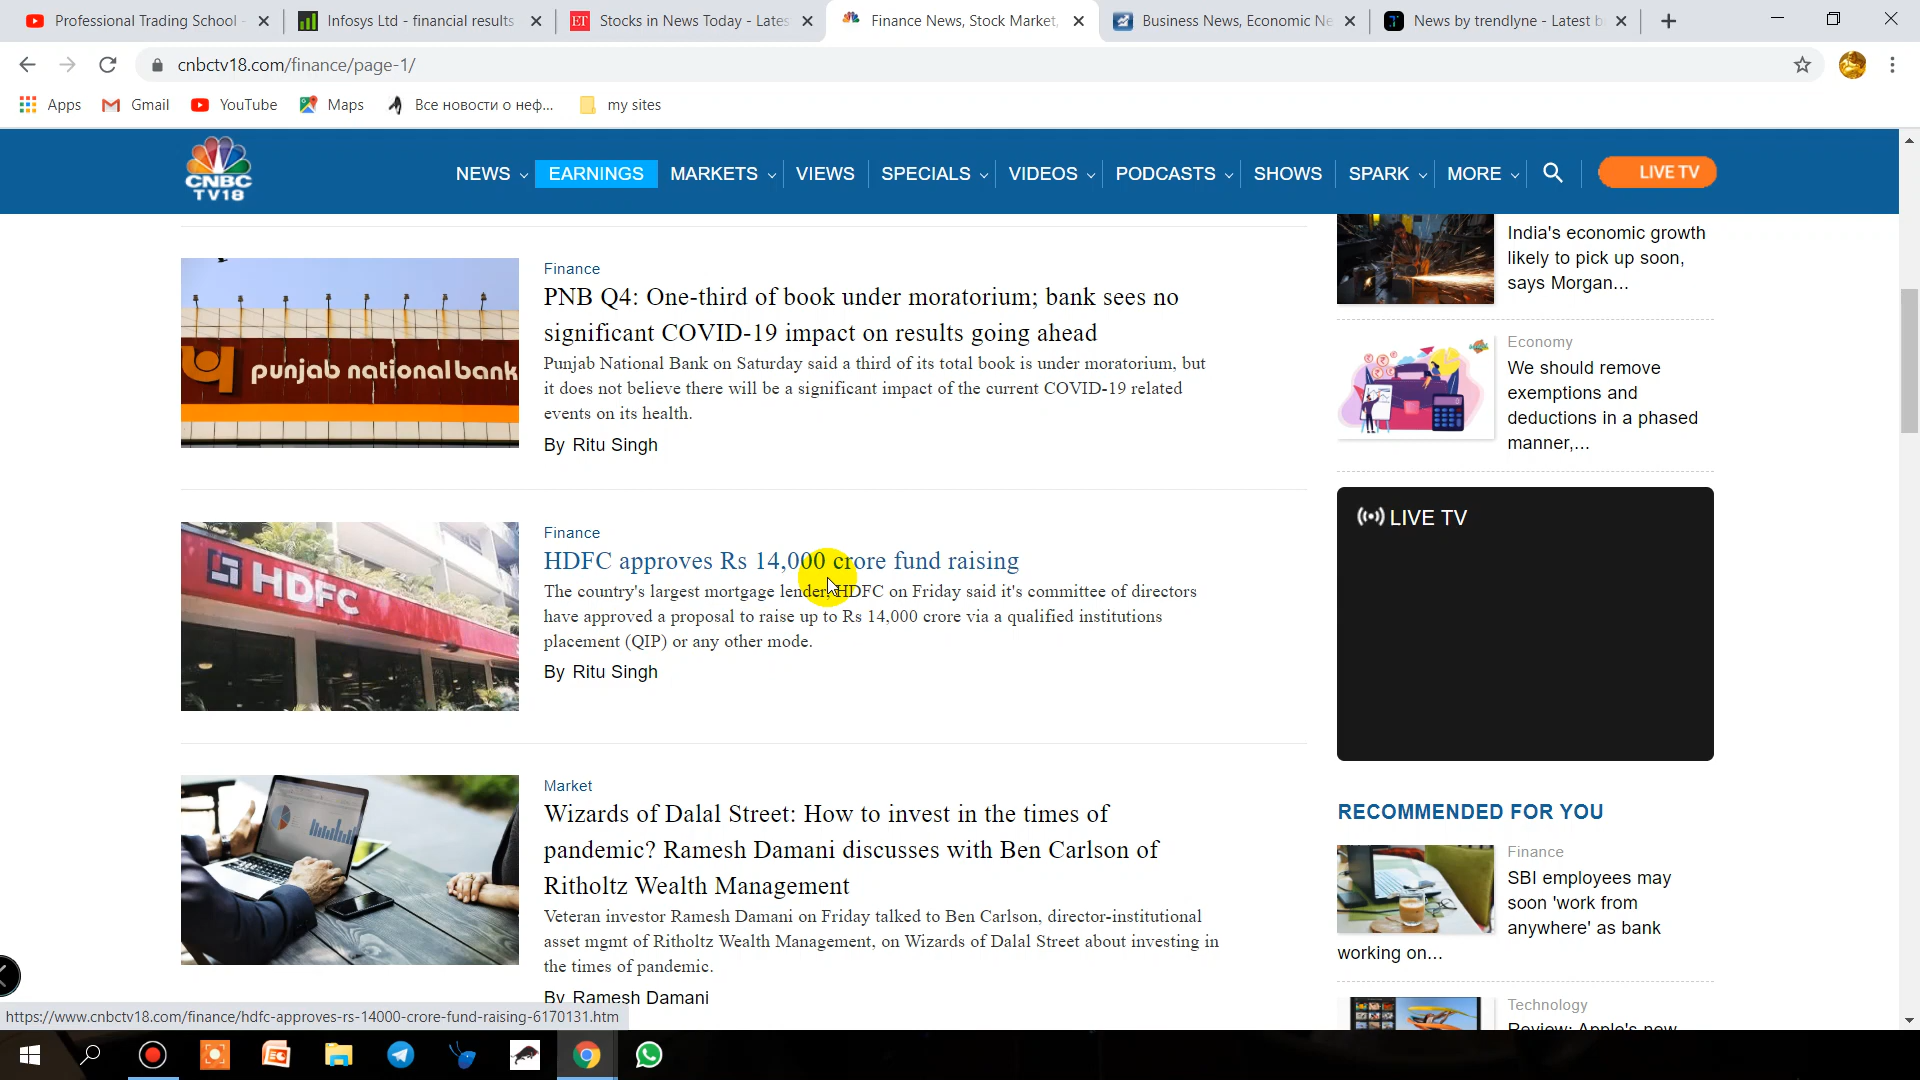 Professional Trading School -
Infosys Ltd - financial results
ET Stocks in News Today - Lates
Finance News, Stock Market,
Business News, Economic Ne
News by trendlyne - Latest b
cnbctv18.com/finance/page-1/
Apps
Gmail
YouTube
Maps
Все новости о неф...
my sites
CNBC
TV18
NEWS
EARNINGS
MARKETS
VIEWS
SPECIALS
VIDEOS
PODCASTS
SHOWS
SPARK
MORE
LIVE TV
Finance
PNB Q4: One-third of book under moratorium; bank sees no
significant COVID-19 impact on results going ahead
Punjab National Bank on Saturday said a third of its total book is under moratorium, but
it does not believe there will be a significant impact of the current COVID-19 related
events on its health.
By Ritu Singh
punjab national bank
Finance
HDFC approves Rs 14,000 crore fund raising
The country's largest mortgage lender, HDFC on Friday said it's committee of directors
have approved a proposal to raise up to Rs 14,000 crore via a qualified institutions
placement (QIP) or any other mode.
By Ritu Singh
HDFC
Market
Wizards of Dalal Street: How to invest in the times of
pandemic? Ramesh Damani discusses with Ben Carlson of
Ritholtz Wealth Management
Veteran investor Ramesh Damani on Friday talked to Ben Carlson, director-institutional
asset mgmt of Ritholtz Wealth Management, on Wizards of Dalal Street about investing in
the times of pandemic.
By Ramesh Damani
India's economic growth
likely to pick up soon,
says Morgan...
Economy
We should remove
exemptions and
deductions in a phased
manner,...
LIVE TV
RECOMMENDED FOR YOU
Finance
SBI employees may
soon 'work from
anywhere' as bank
working on...
Technology
Review: Apple's new
https://www.cnbctv18.com/finance/hdfc-approves-rs-14000-crore-fund-raising-6170131.htm